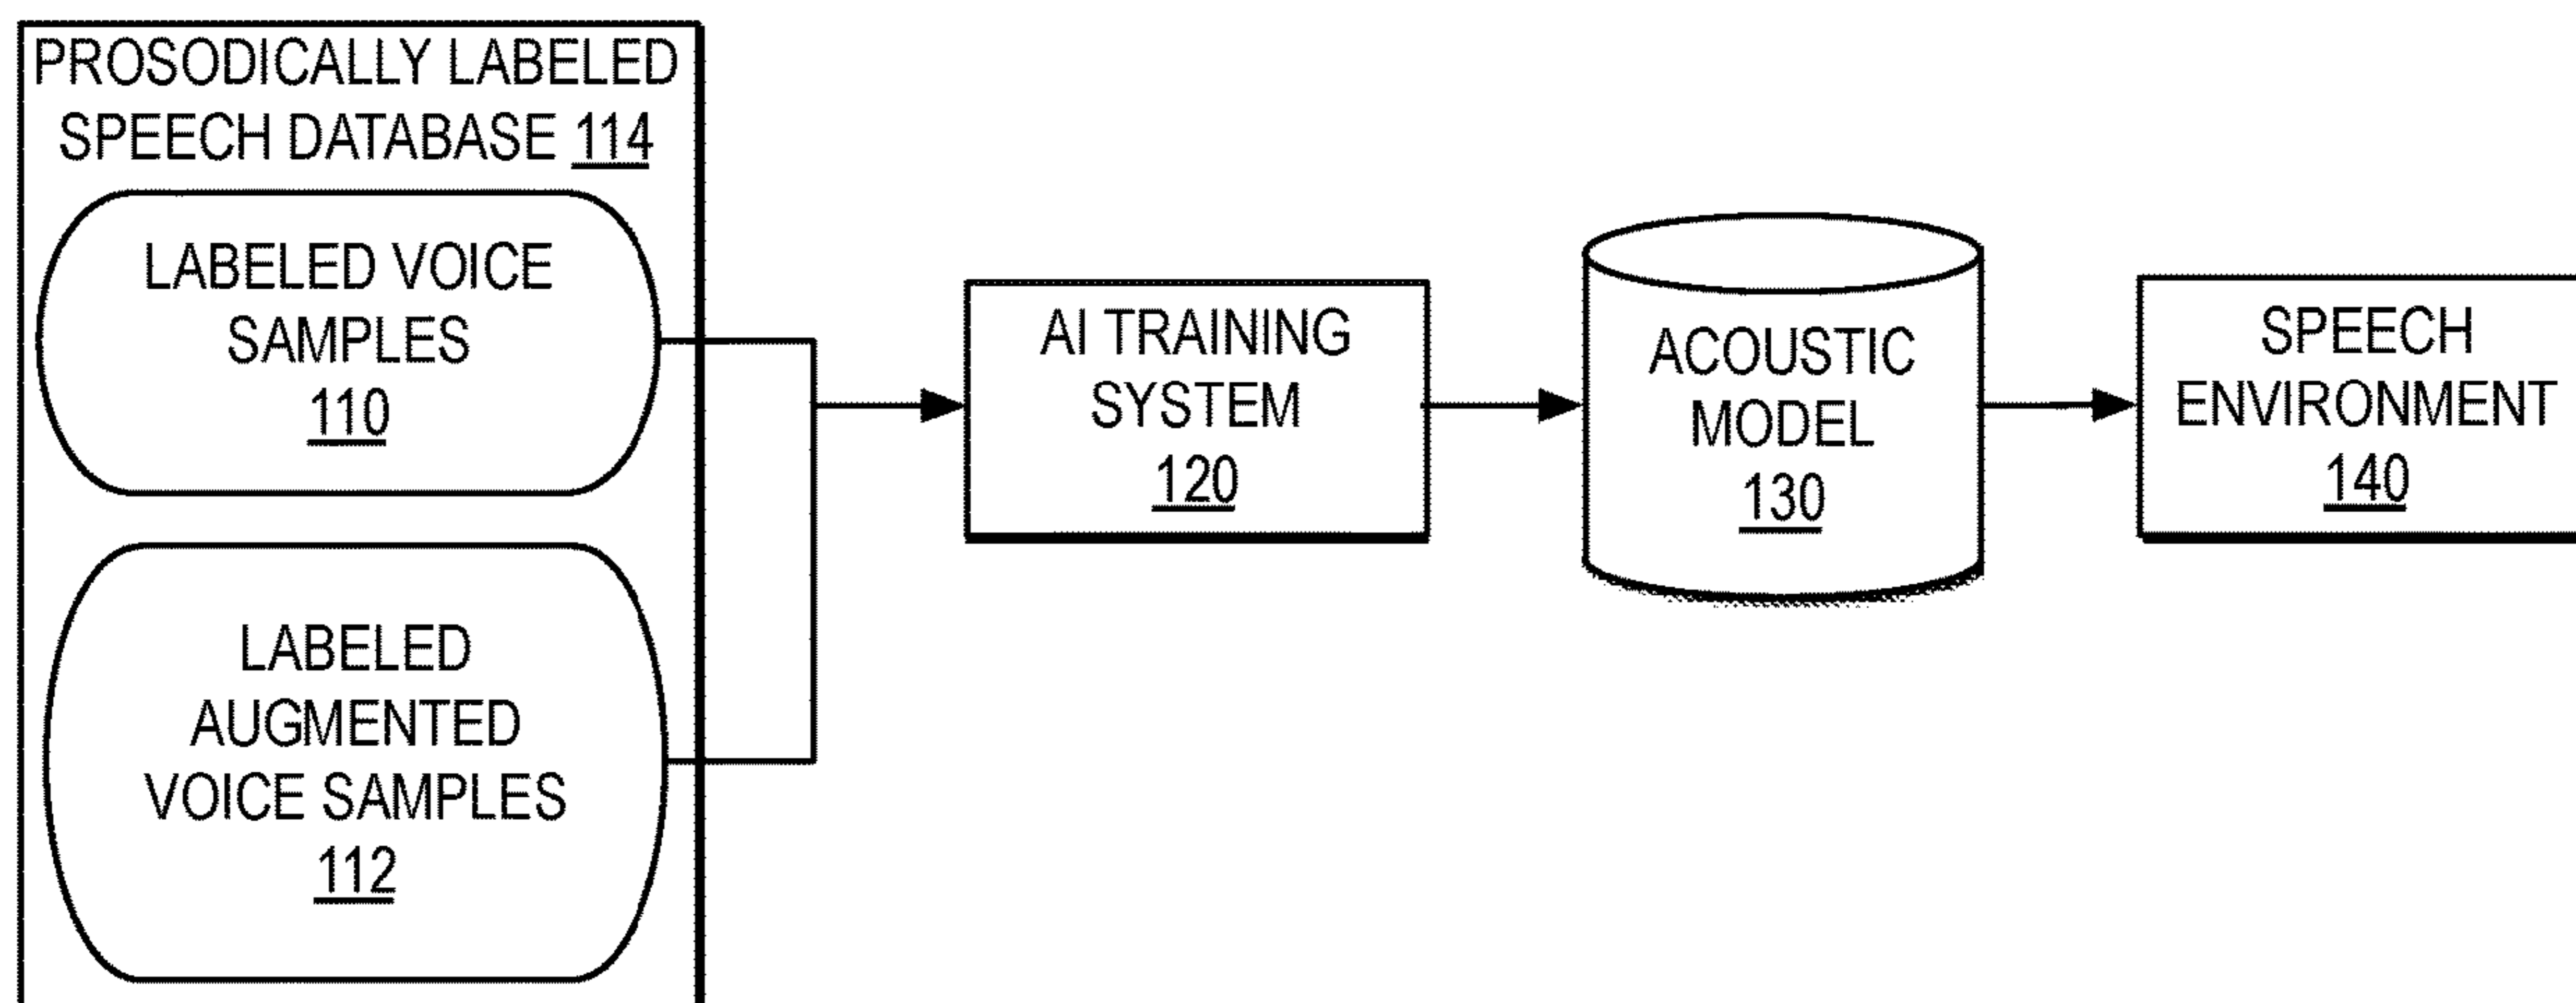 PROSODICALLY LABELED
SPEECH DATABASE 114
LABELED VOICE
SAMPLES
110
LABELED
AUGMENTED
VOICE SAMPLES
112
AI TRAINING
SYSTEM
120
ACOUSTIC
MODEL
130
SPEECH
ENVIRONMENT
140